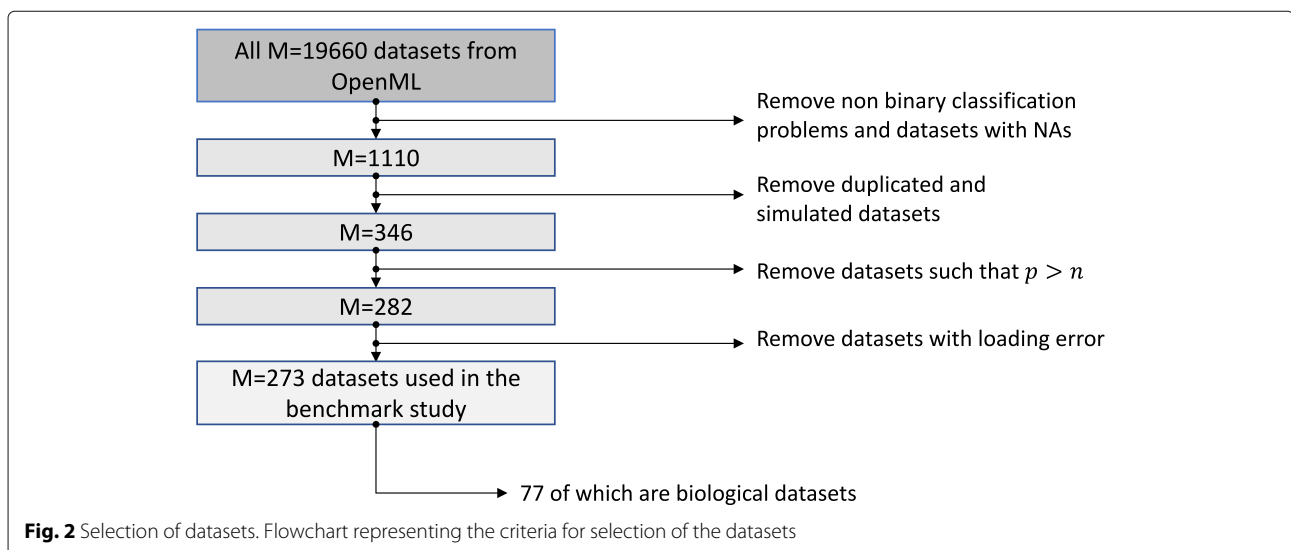 All M=19660 datasets from
OpenML
Remove non binary classification
problems and datasets with NAs
M=1110
Remove duplicated and
simulated datasets
M=346
Remove datasets such that p > n
M=282
Remove datasets with loading error
M=273 datasets used in the
benchmark study
77 of which are biological datasets
Fig. 2 Selection of datasets. Flowchart representing the criteria for selection of the datasets